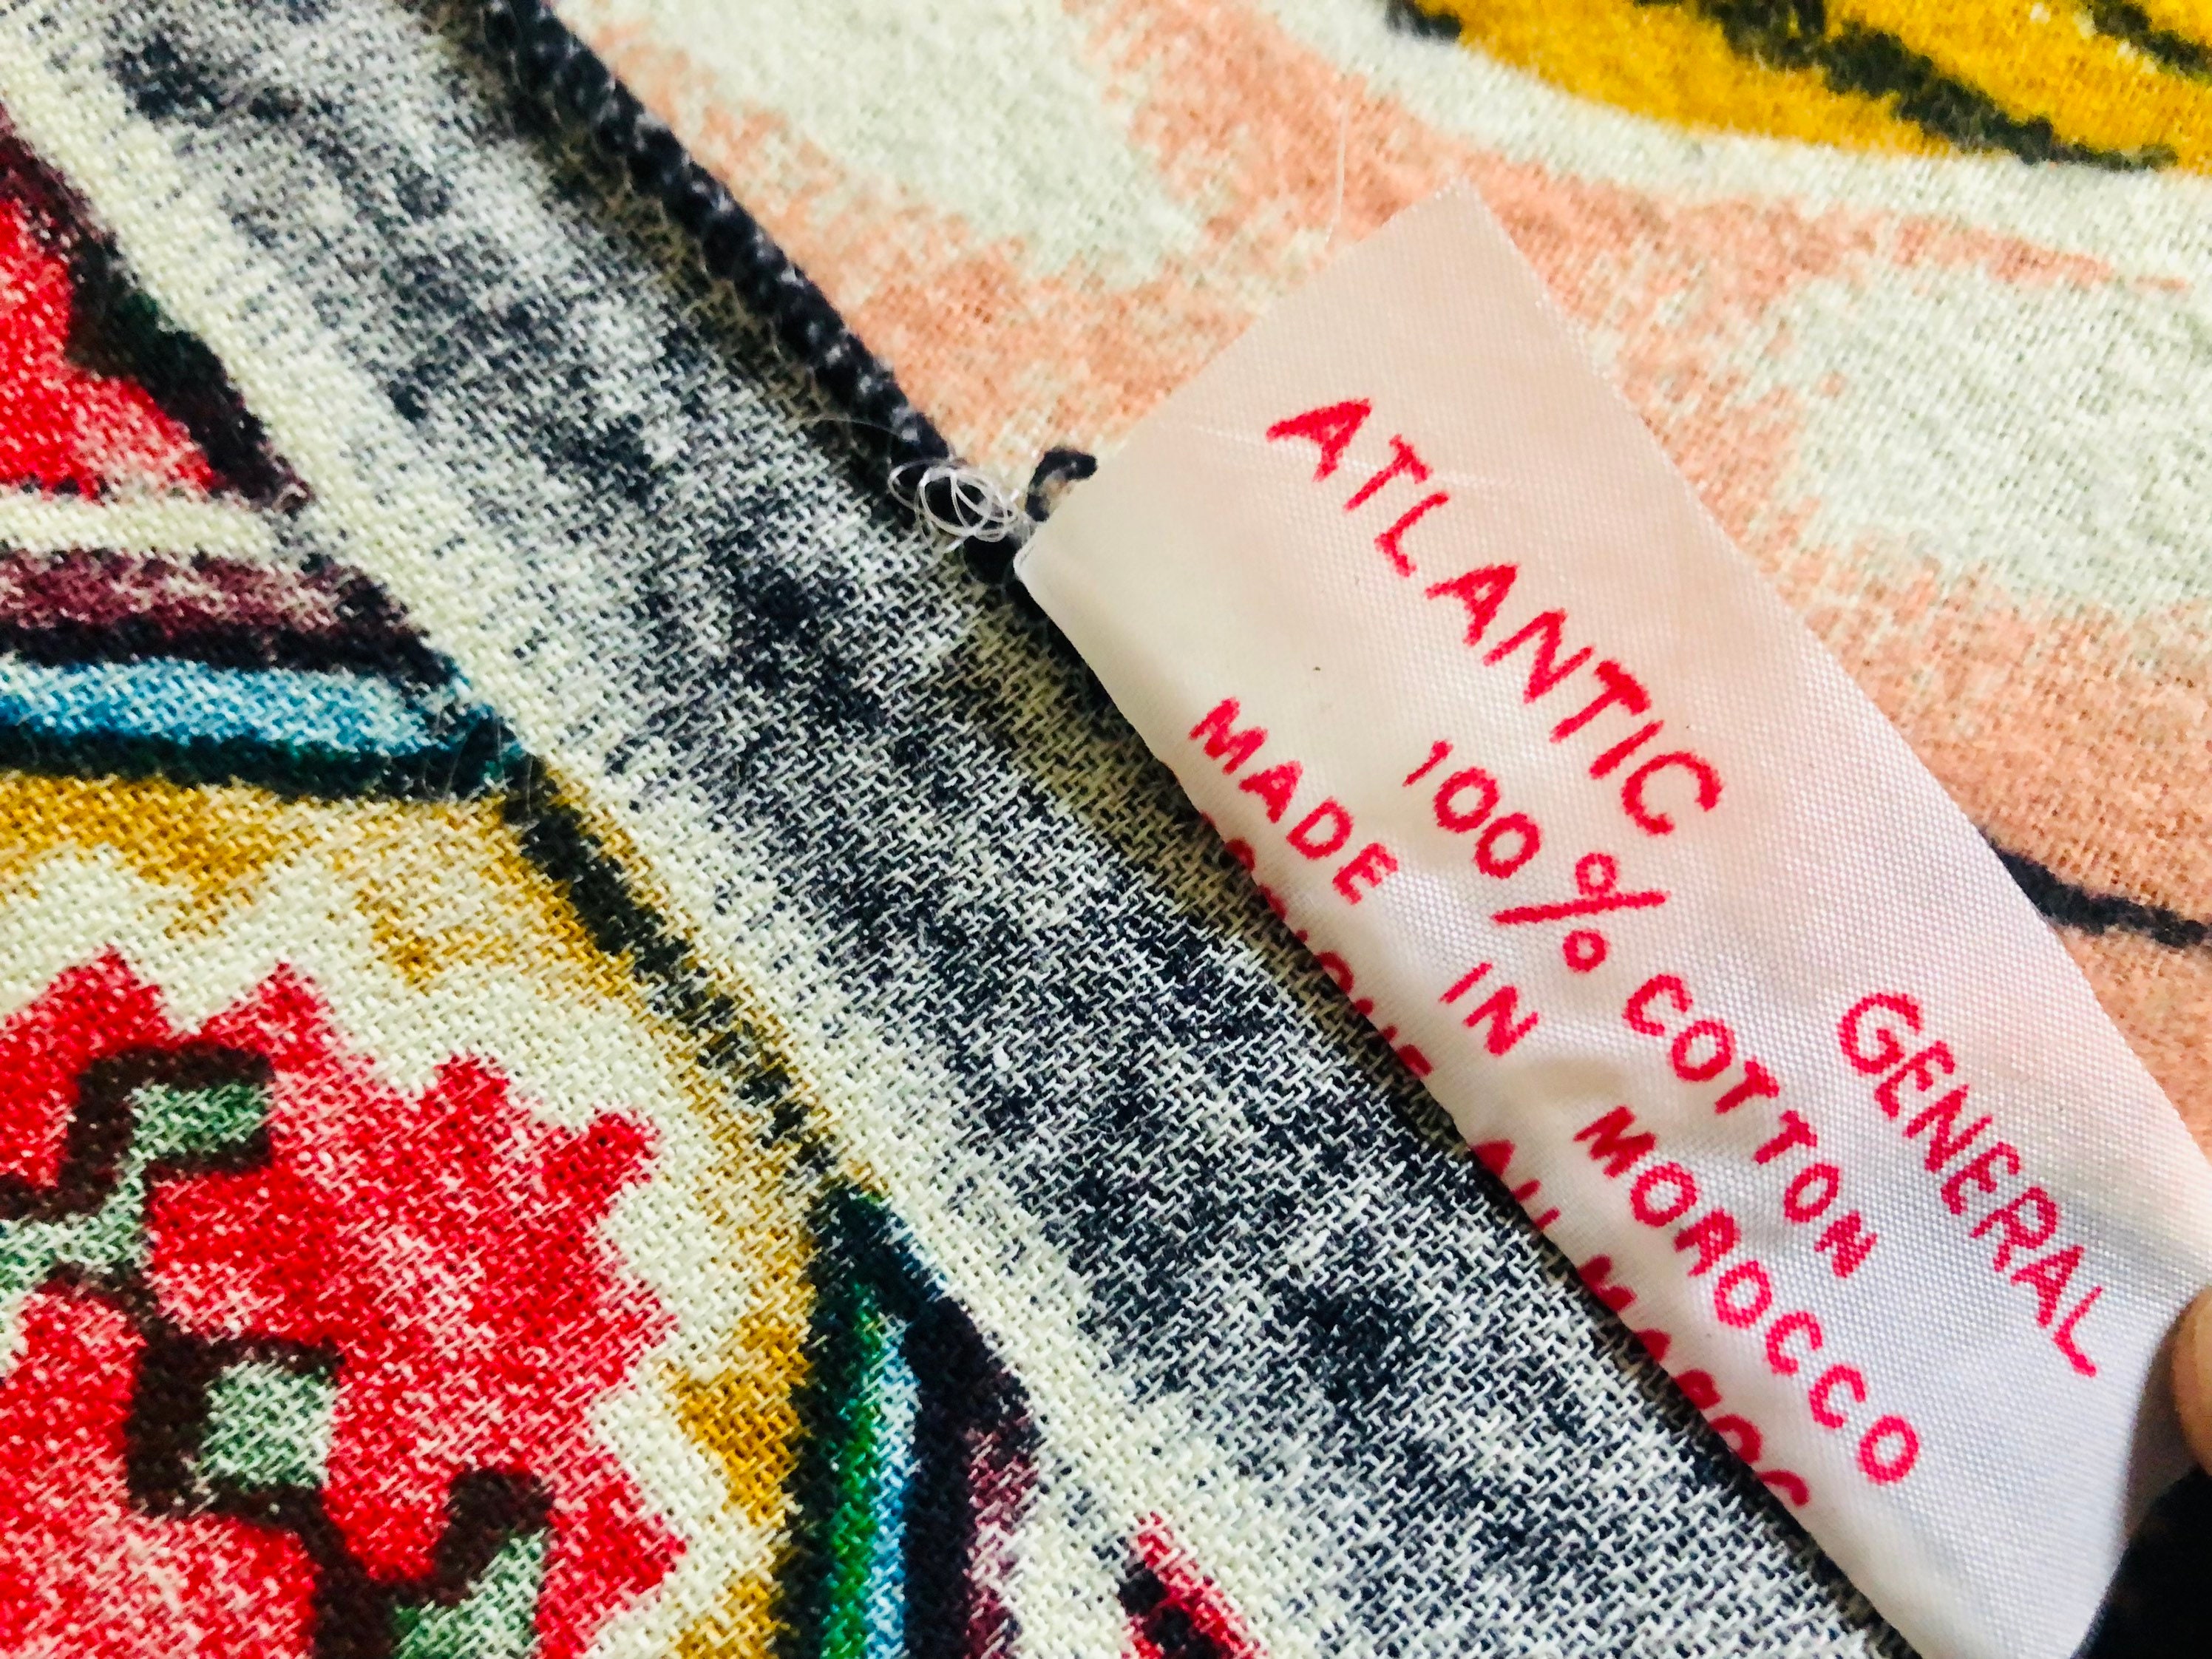 ATLANTIC GENERAL
100% COTTON
MADE IN MOROCCO